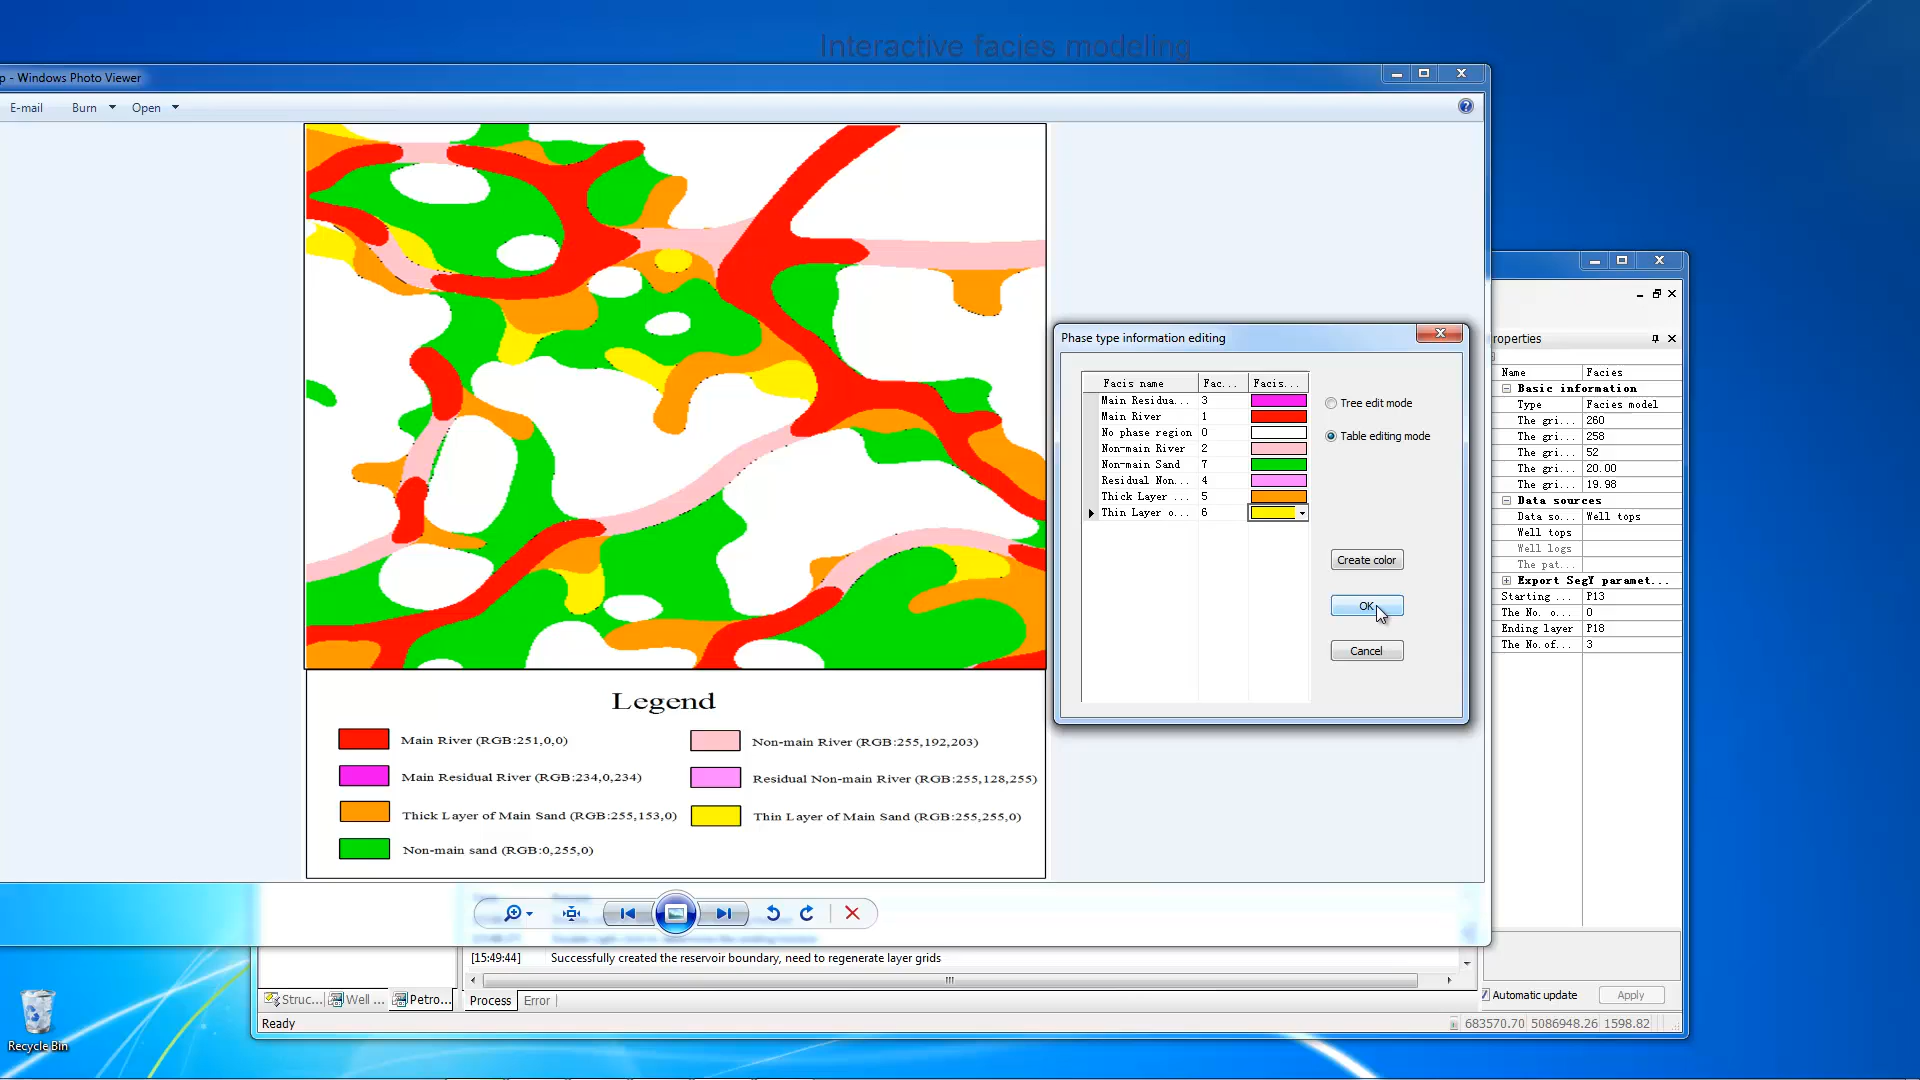 Interactive facies modeling
p - Windows Photo Viewer
E-mail Burn Open
Legend
Main River (RGB:251,0,0)
Non-main River (RGB:255,192,203)
Main Residual River (RGB:234,0,234)
Residual Non-main River (RGB:255,128,255)
Thick Layer of Main Sand (RGB:255,153,0)
Thin Layer of Main Sand (RGB:255,255,0)
Non-main sand (RGB:0,255,0)
Phase type information editing
Facis name Fac... Facis...
Main Residua... 3
Main River 1
No phase region 0
Non-main River 2
Non-main Sand 7
Residual Non... 4
Thick Layer ... 5
Thin Layer o... 6
Tree edit mode
Table editing mode
Create color
OK
Cancel
roperties
Name Facies
Basic information
Type Facies model
The gri... 260
The gri... 258
The gri... 52
The gri... 20.00
The gri... 19.98
Data sources
Data so... Well tops
Well tops
Well logs
The pat...
Export SegY paramet...
Starting ... P13
The No. o... 0
Ending layer P18
The No.of... 3
[15:49:44] Successfully created the reservoir boundary, need to regenerate layer grids
Struc... Well ... Petro...
Process Error
Automatic update Apply
Ready
683570.70 5086948.26 1598.82
Recycle Bin